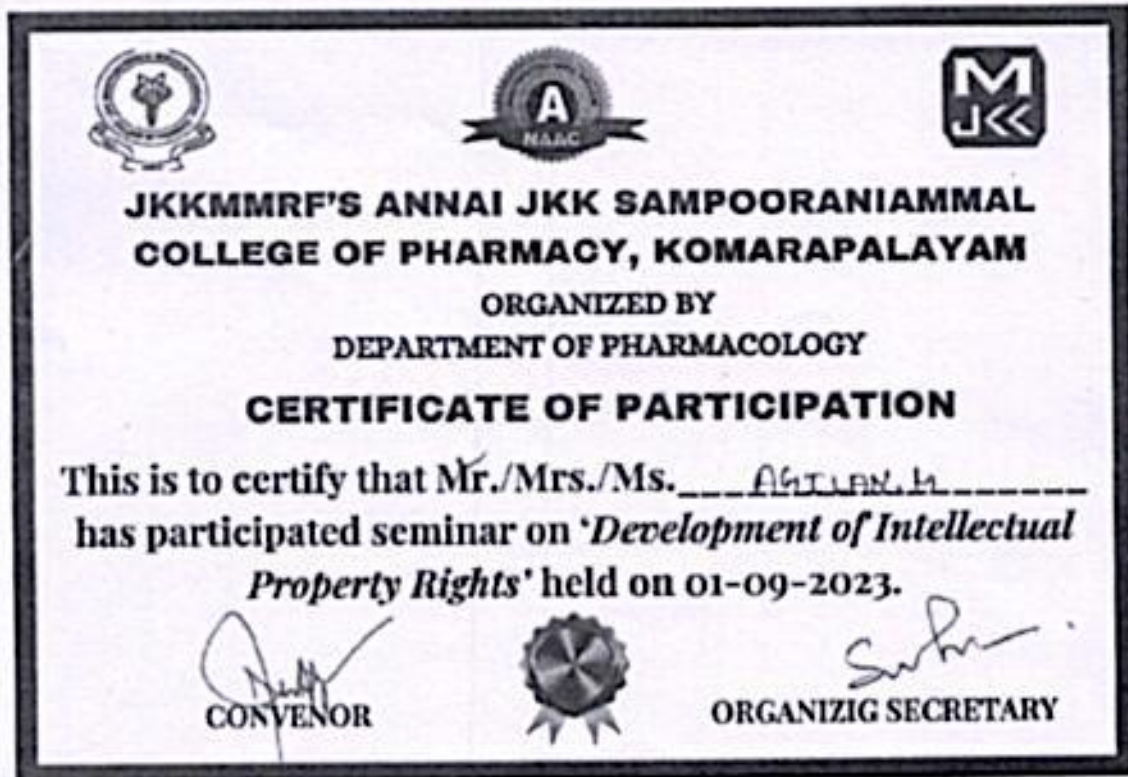 A
NAAC
M
JKK
JKKMMRF'S ANNAI JKK SAMPOORANIAMMAL
COLLEGE OF PHARMACY, KOMARAPALAYAM
ORGANIZED BY
DEPARTMENT OF PHARMACOLOGY
CERTIFICATE OF PARTICIPATION
This is to certify that Mr./Mrs./Ms. AGILAN.M
has participated seminar on 'Development of Intellectual
Property Rights' held on 01-09-2023.
CONVENOR
ORGANIZIG SECRETARY